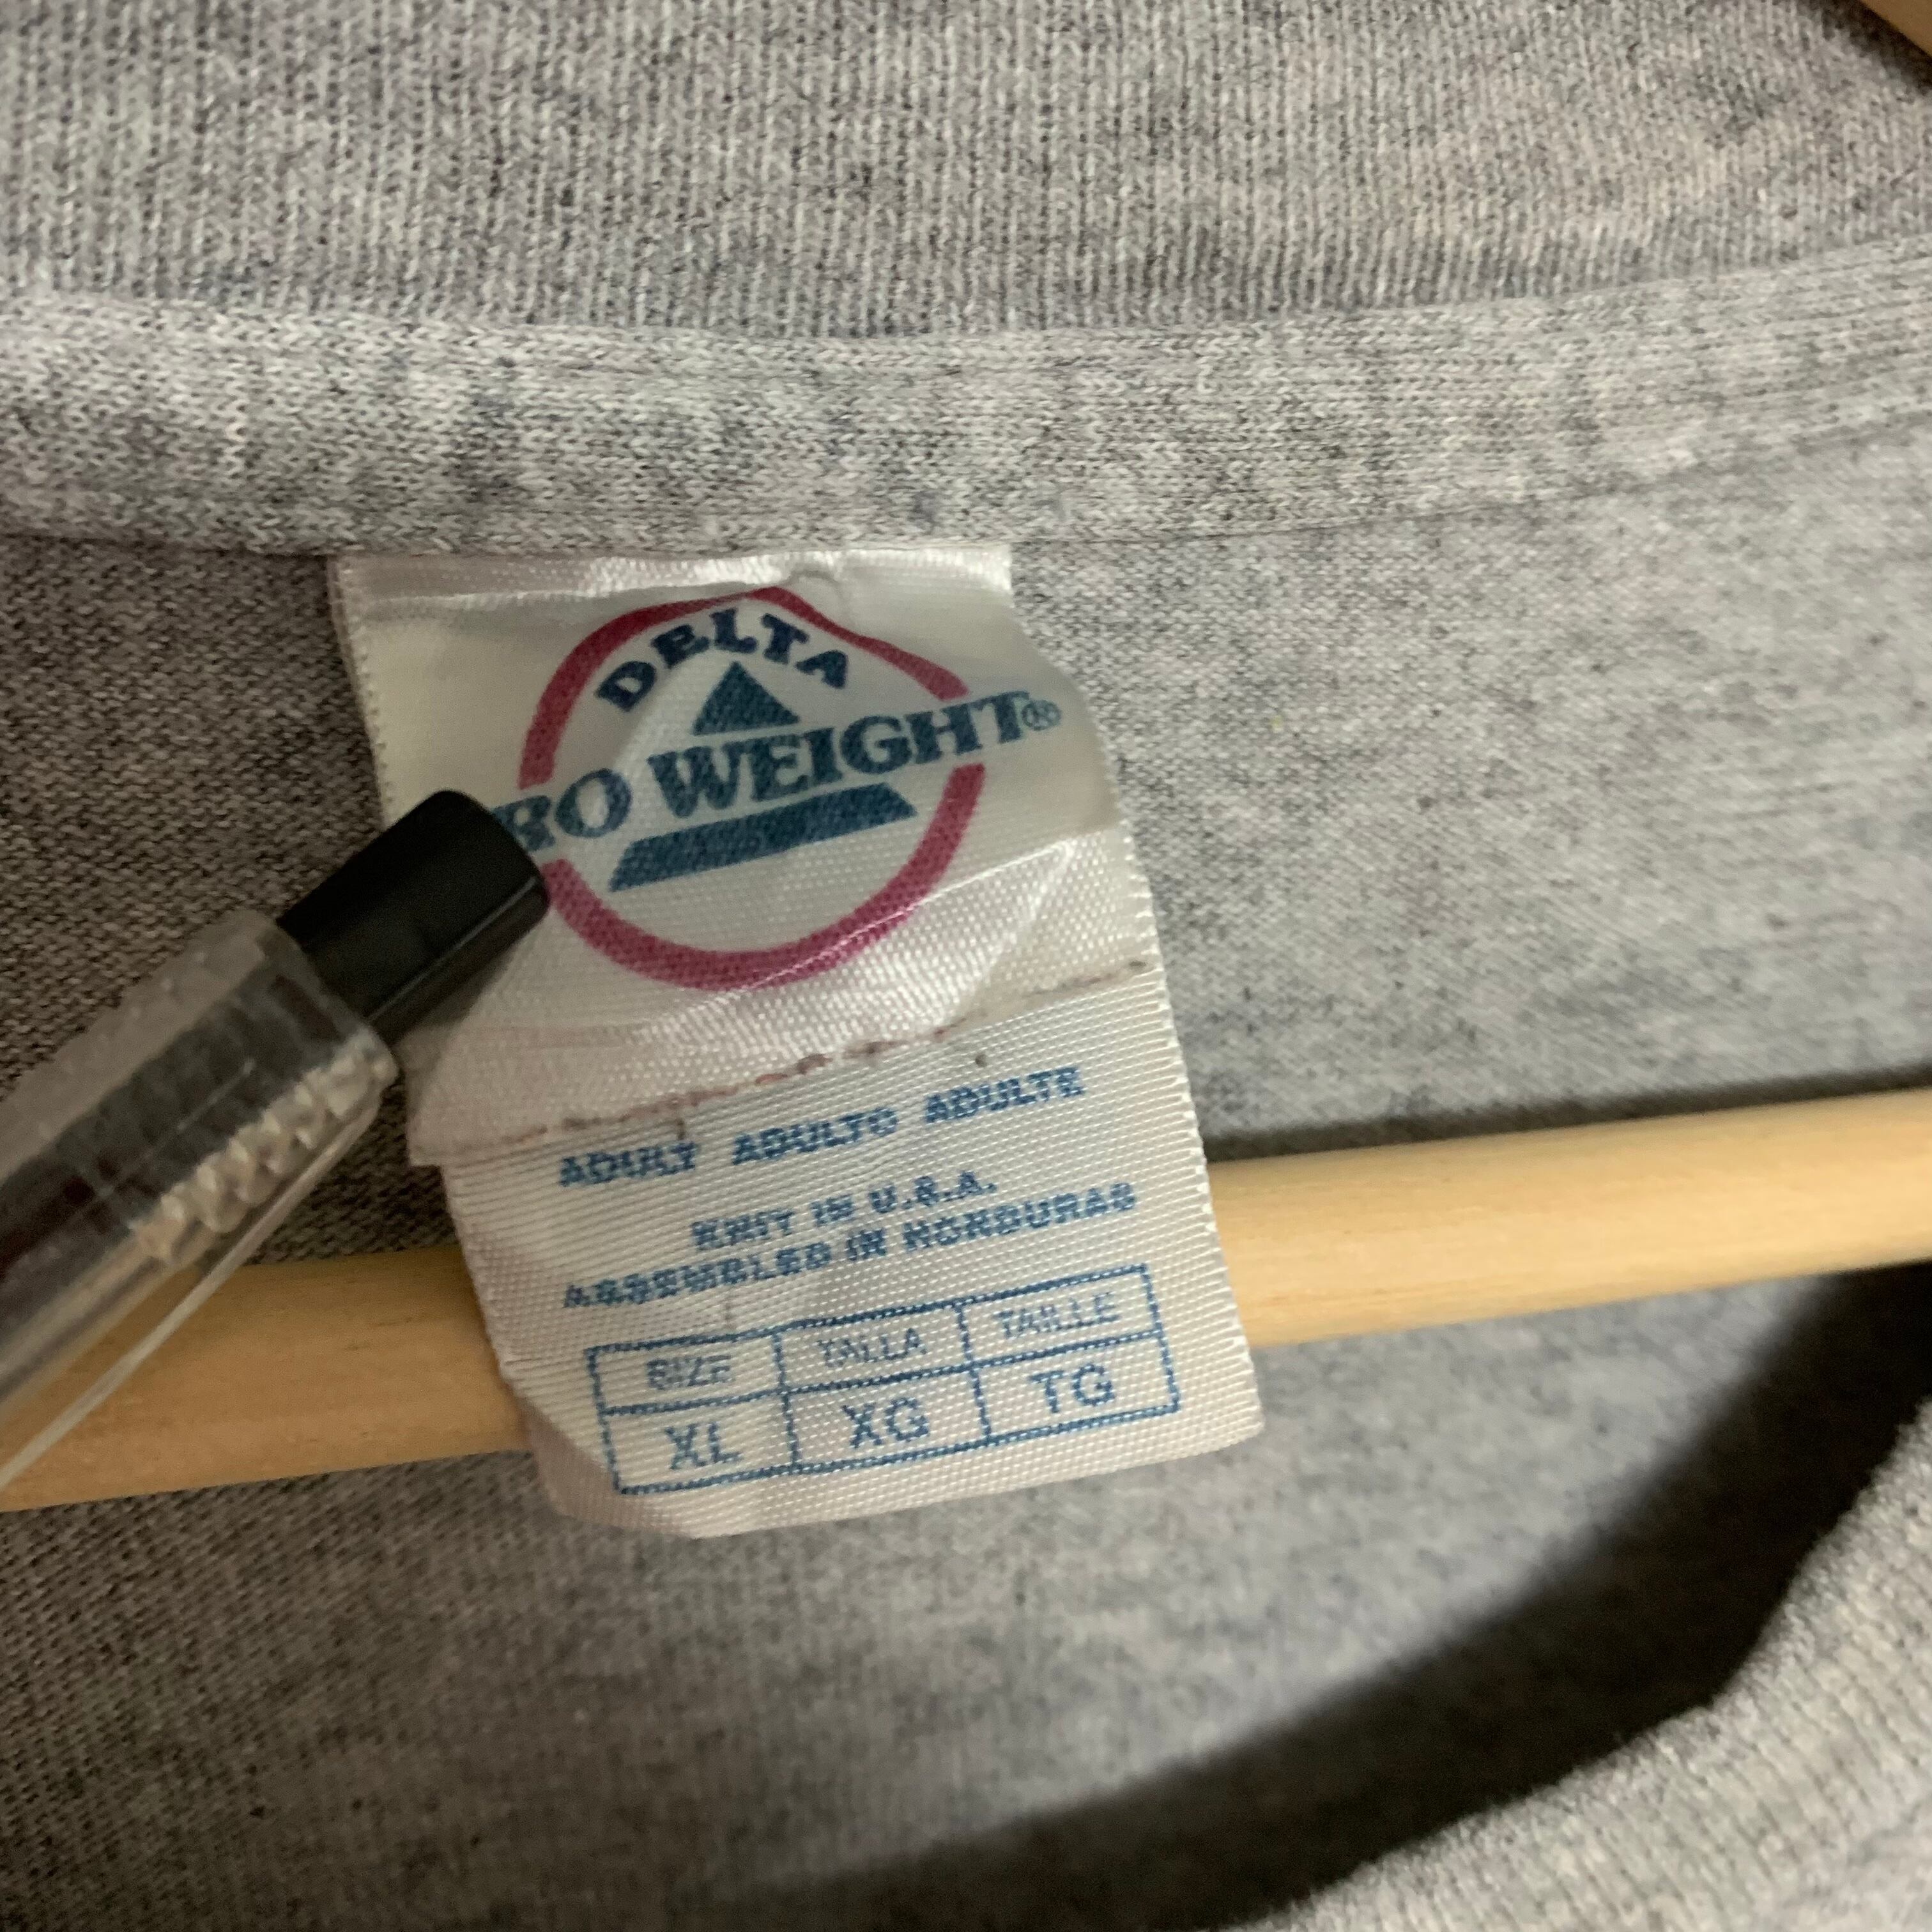 DELTA
RO WEIGHT®
ADULT ADULTO ADULTE
KNIT IN U.S.A.
ASSEMBLED IN HONDURAS
SIZE TALLA TAILLE
XL XG TG